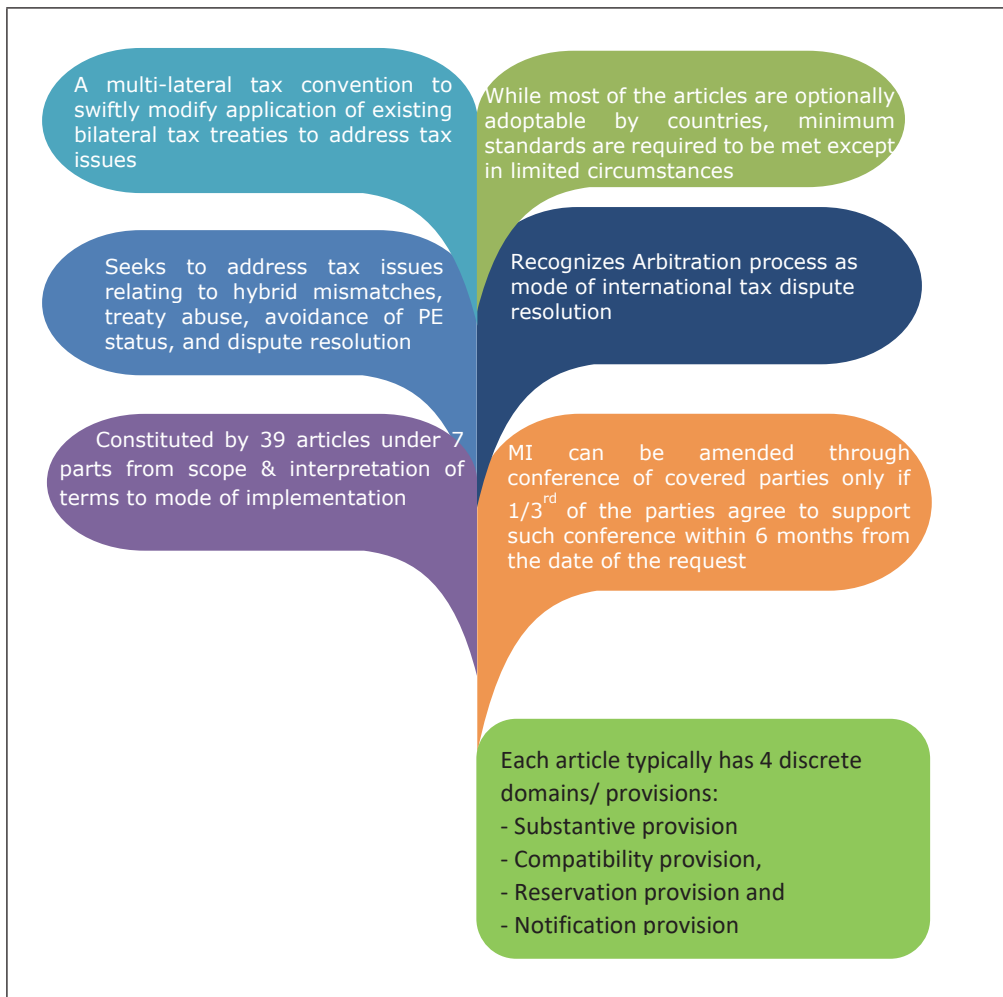 A multi-lateral tax convention to
swiftly modify application of existing
bilateral tax treaties to address tax
issues
While most of the articles are optionally
adoptable by countries, minimum
standards are required to be met except
in limited circumstances
Seeks to address tax issues
relating to hybrid mismatches,
treaty abuse, avoidance of PE
status, and dispute resolution
Recognizes Arbitration process as
mode of international tax dispute
resolution
Constituted by 39 articles under 7
parts from scope & interpretation of
terms to mode of implementation
MI can be amended through
conference of covered parties only if
1/3rd of the parties agree to support
such conference within 6 months from
the date of the request
Each article typically has 4 discrete
domains/ provisions:
- Substantive provision
- Compatibility provision,
- Reservation provision and
- Notification provision